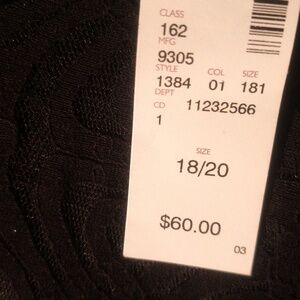 CLASS
162
MFG
9305
STYLE COL SIZE
1384 01 181
DEPT
CD 11232566
1
SIZE
18/20
$60.00
03